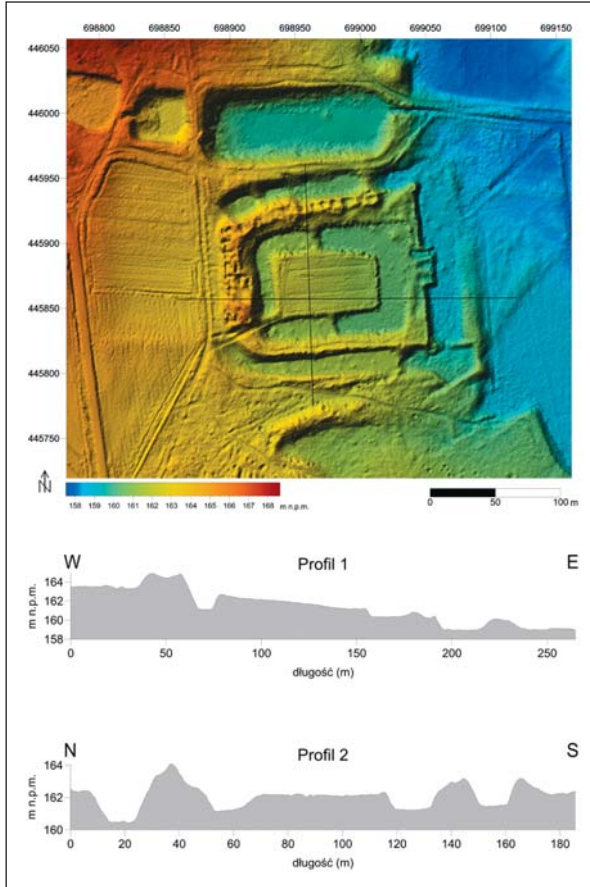 698800 698850 698900 698950 699000 699050 699100 699150
446050
446000
445950
445900
445850
445800
445750
N
158 159 160 161 162 163 164 165 166 167 168 m n.p.m.
0 50 100 m
W Profil 1 E
m n.p.m.
164
162
160
158
0 50 100 150 200 250
długość (m)
N Profil 2 S
m n.p.m.
164
162
160
0 20 40 60 80 100 120 140 160 180
długość (m)